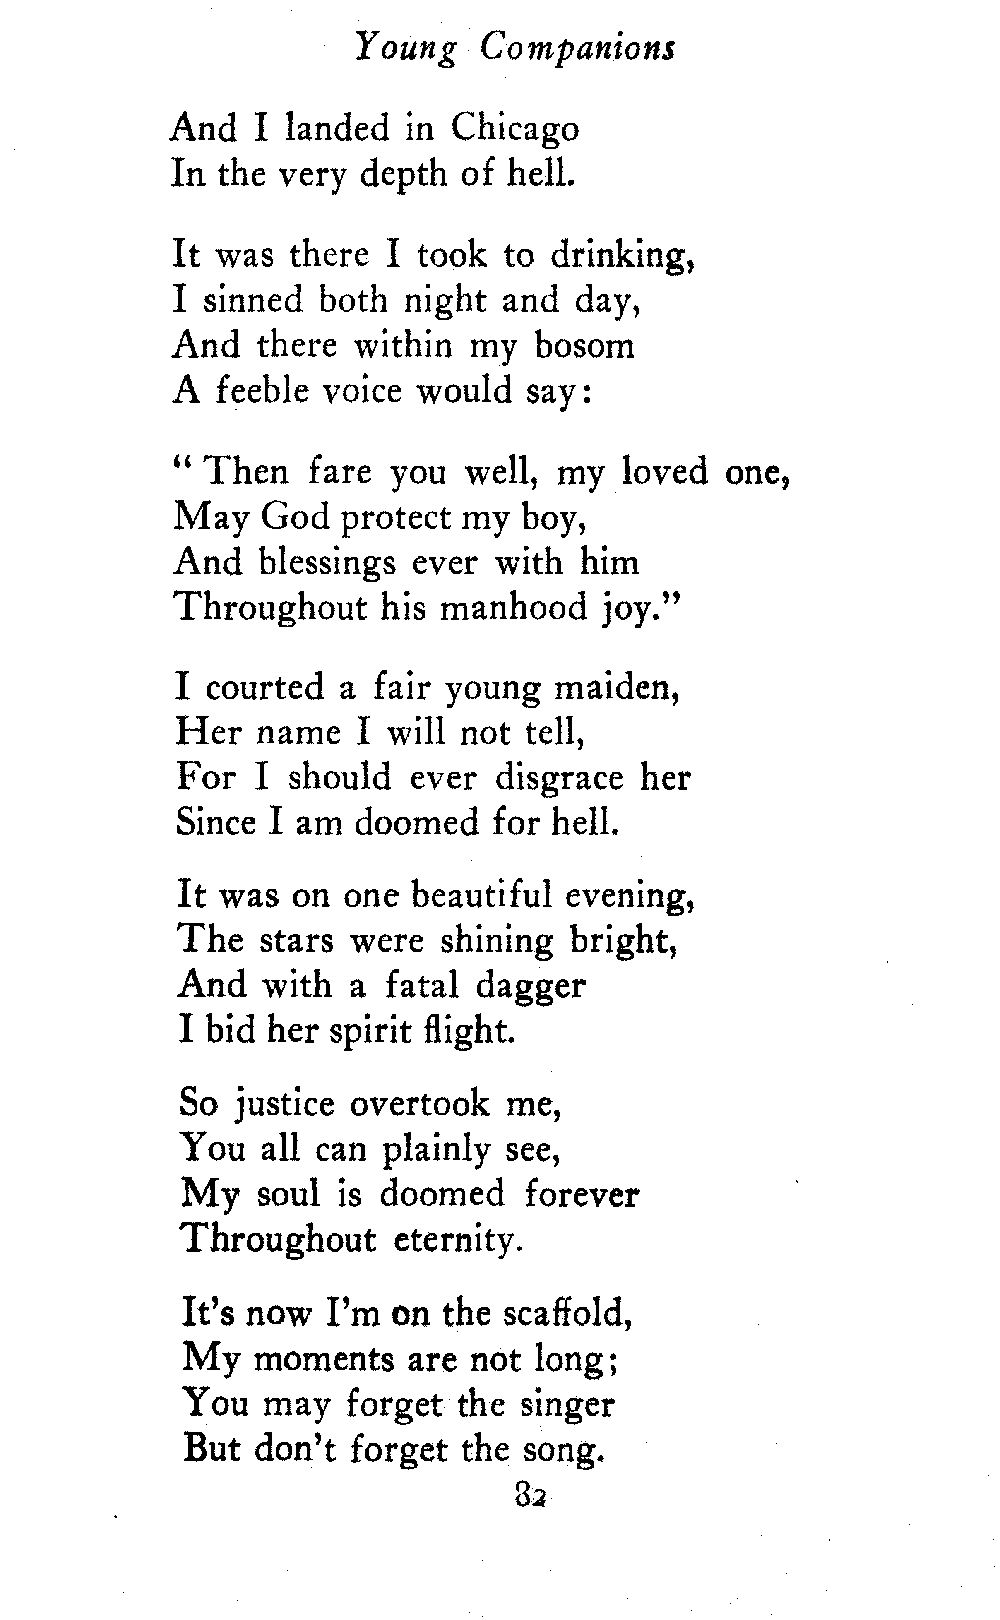 Young Companions
And I landed in Chicago
In the very depth of hell.
It was there I took to drinking,
I sinned both night and day,
And there within my bosom
A feeble voice would say:
“ Then fare you well, my loved one,
May God protect my boy,
And blessings ever with him
Throughout his manhood joy.”
I courted a fair young maiden,
Her name I will not tell,
For I should ever disgrace her
Since I am doomed for hell.
It was on one beautiful evening,
The stars were shining bright,
And with a fatal dagger
I bid her spirit flight.
So justice overtook me,
You all can plainly see,
My soul is doomed forever
Throughout eternity.
It’s now I’m on the scaffold,
My moments are not long;
You may forget the singer
But don’t forget the song.
82